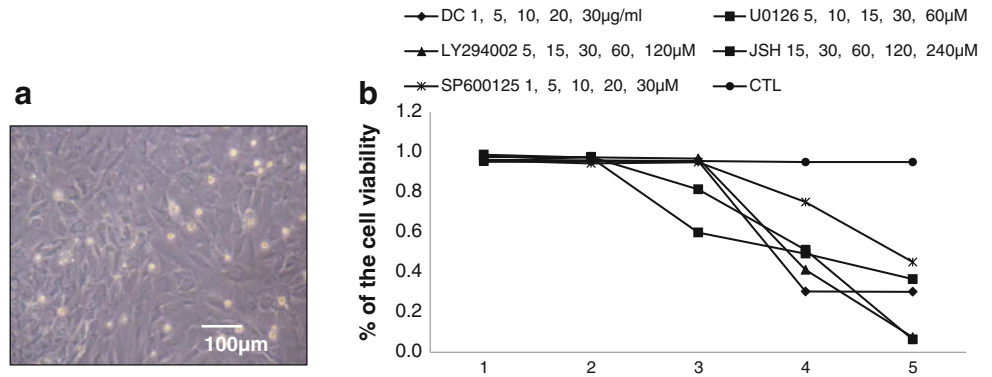 DC 1, 5, 10, 20, 30µg/ml
U0126 5, 10, 15, 30, 60µM
LY294002 5, 15, 30, 60, 120µM
JSH 15, 30, 60, 120, 240µM
SP600125 1, 5, 10, 20, 30µM
CTL
a
100µm
b
% of the cell viability
1.2
1.0
0.8
0.6
0.4
0.2
0.0
1 2 3 4 5